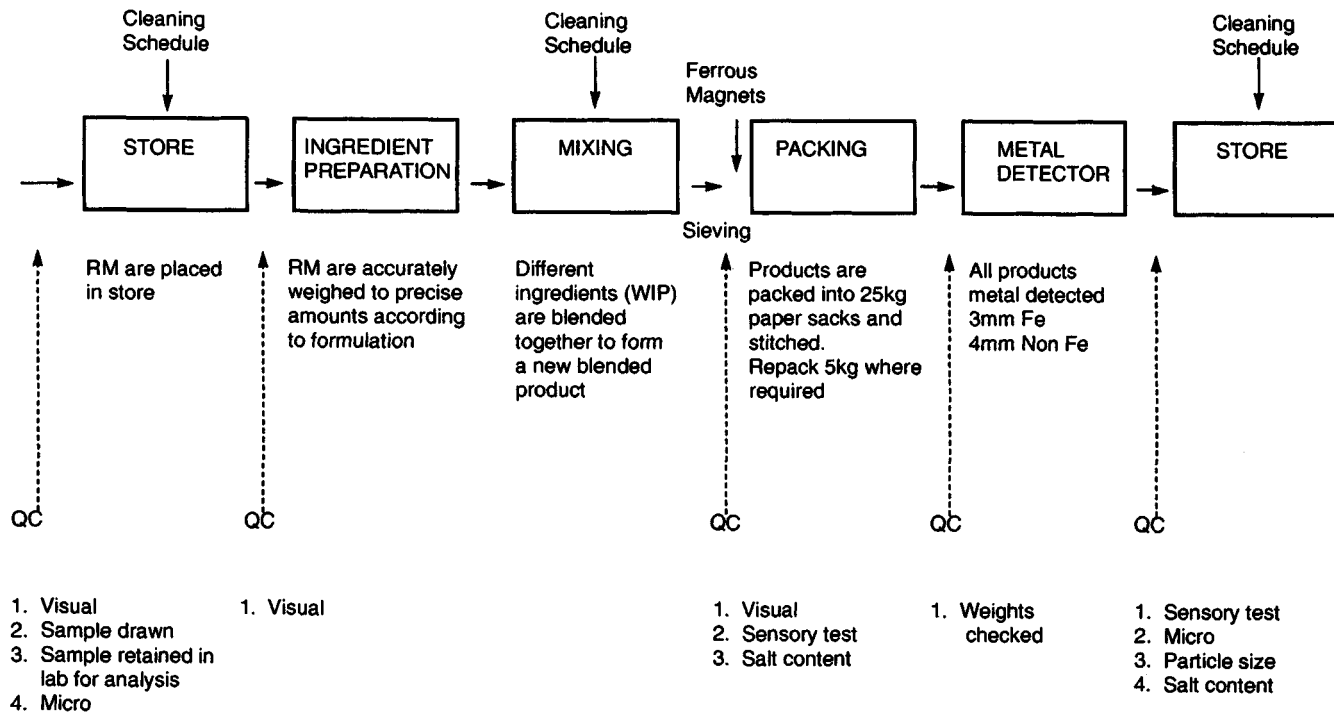 Cleaning
Schedule
Cleaning
Schedule
Ferrous
Magnets
Cleaning
Schedule
STORE
INGREDIENT
PREPARATION
MIXING
PACKING
METAL
DETECTOR
STORE
Sieving
RM are placed
in store
RM are accurately
weighed to precise
amounts according
to formulation
Different
ingredients (WIP)
are blended
together to form
a new blended
product
Products are
packed into 25kg
paper sacks and
stitched.
Repack 5kg where
required
All products
metal detected
3mm Fe
4mm Non Fe
QC
QC
QC
QC
QC
1. Visual
2. Sample drawn
3. Sample retained in
lab for analysis
4. Micro
1. Visual
1. Visual
2. Sensory test
3. Salt content
1. Weights
checked
1. Sensory test
2. Micro
3. Particle size
4. Salt content